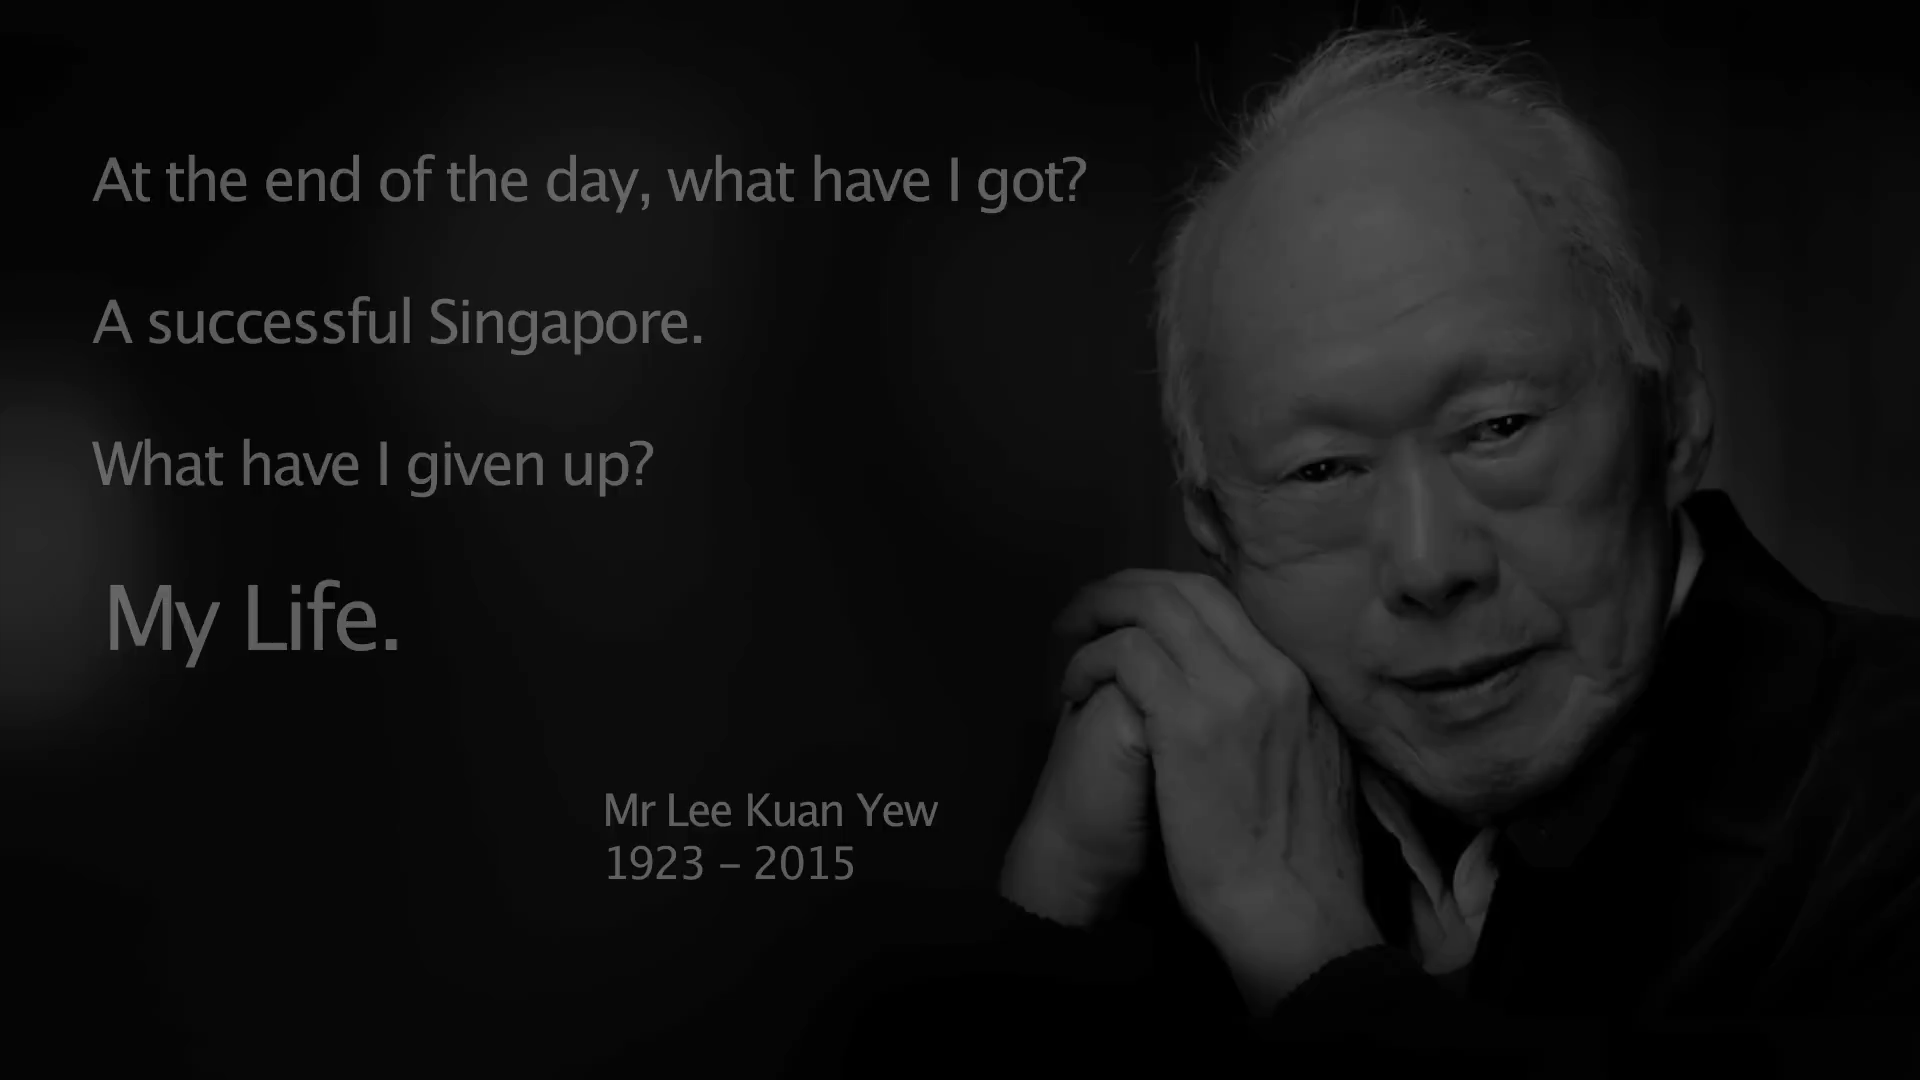 At the end of the day, what have I got?
A successful Singapore.
What have I given up?
My Life.
Mr Lee Kuan Yew
1923 – 2015